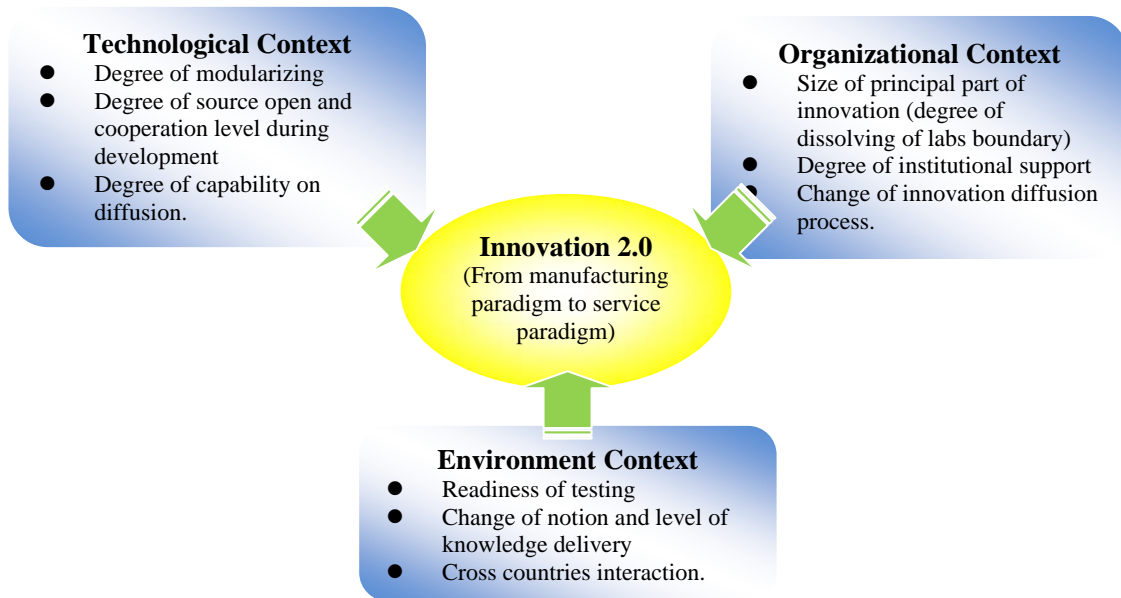 Technological Context
● Degree of modularizing
● Degree of source open and
cooperation level during
development
● Degree of capability on
diffusion.
Organizational Context
● Size of principal part of
innovation (degree of
dissolving of labs boundary)
● Degree of institutional support
● Change of innovation diffusion
process.
Innovation 2.0
(From manufacturing
paradigm to service
paradigm)
Environment Context
● Readiness of testing
● Change of notion and level of
knowledge delivery
● Cross countries interaction.